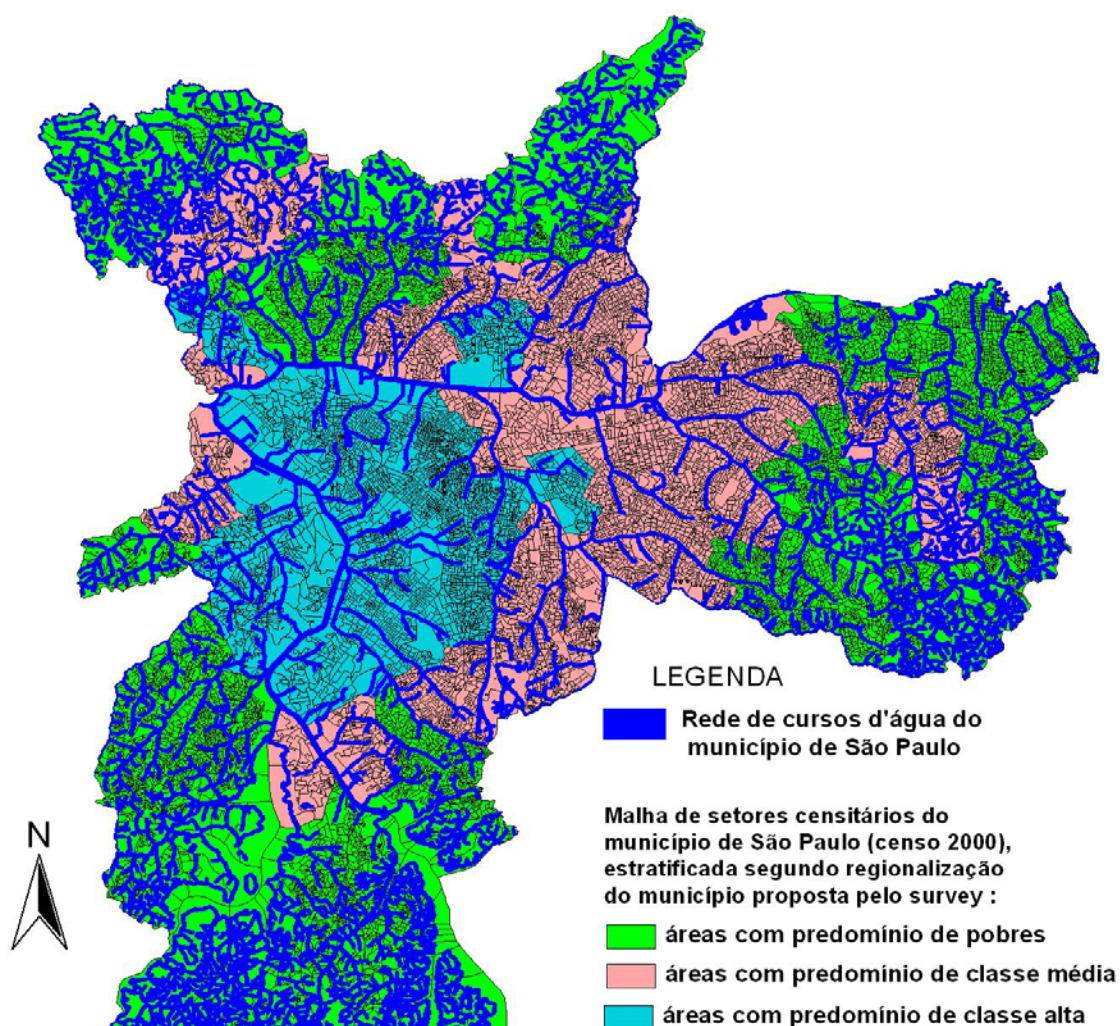 LEGENDA
Rede de cursos d'água do
município de São Paulo
N
Malha de setores censitários do
município de São Paulo (censo 2000),
estratificada segundo regionalização
do município proposta pelo survey :
áreas com predomínio de pobres
áreas com predomínio de classe média
áreas com predomínio de classe alta